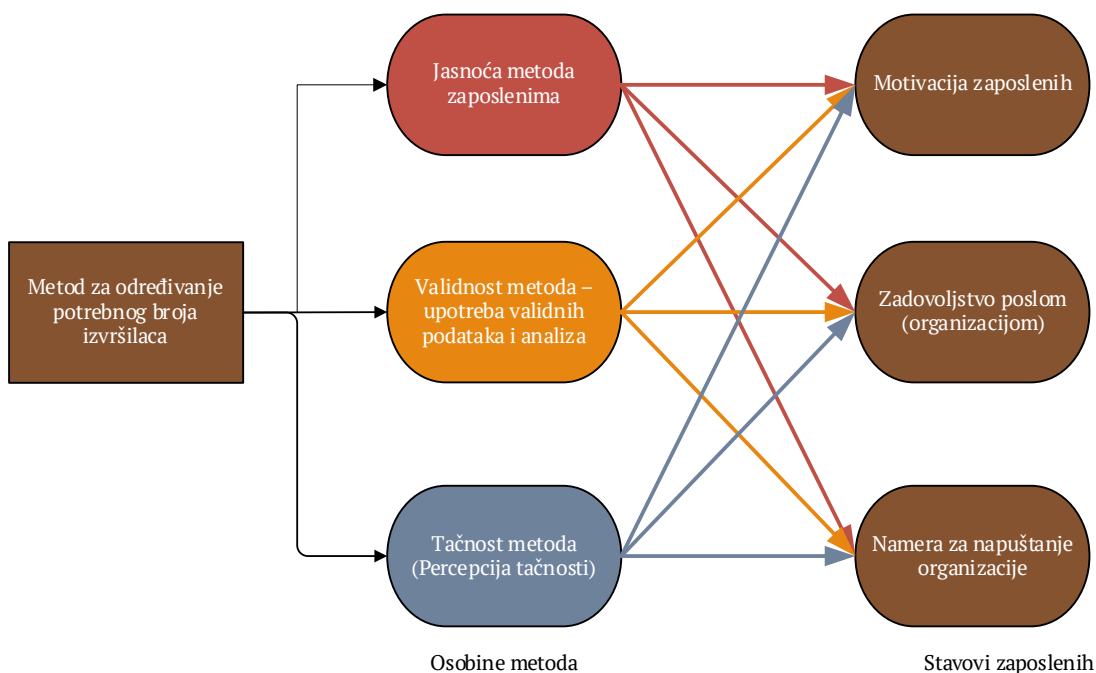 Jasnoća metoda
zaposlenima
Motivacija zaposlenih
Metod za određivanje
potrebnog broja
izvršilaca
Validnost metoda –
upotreba validnih
podataka i analiza
Zadovoljstvo poslom
(organizacijom)
Tačnost metoda
(Percepcija tačnosti)
Namera za napuštanje
organizacije
Osobine metoda
Stavovi zaposlenih